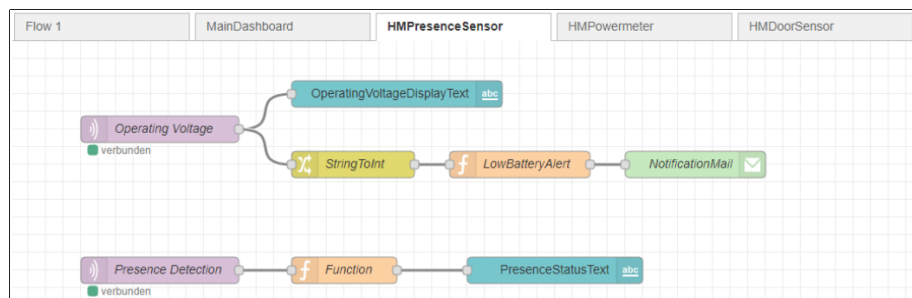 Flow 1
MainDashboard
HMPresenceSensor
HMPowermeter
HMDoorSensor
OperatingVoltageDisplayText abc
Operating Voltage
verbunden
StringToInt
LowBatteryAlert
NotificationMail
Presence Detection
Function
PresenceStatusText abc
verbunden